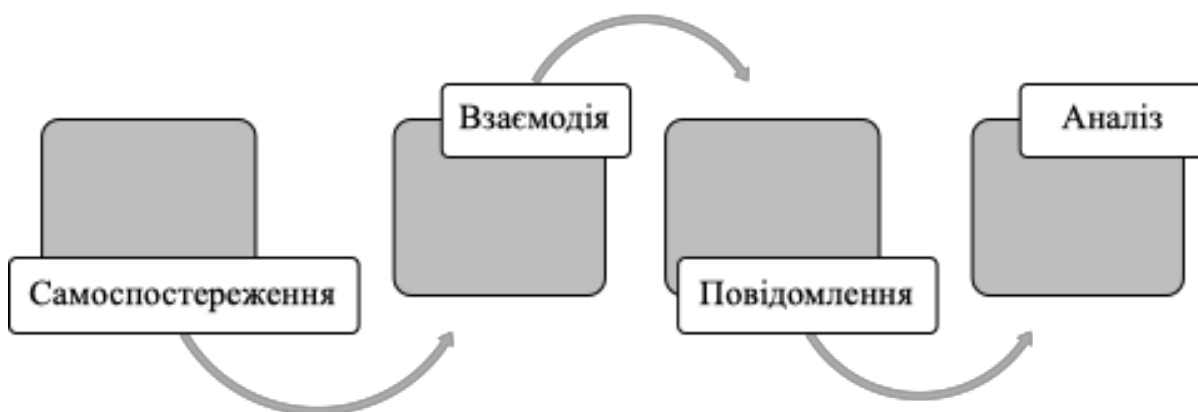 Самоспостереження
Взаємодія
Повідомлення
Аналіз